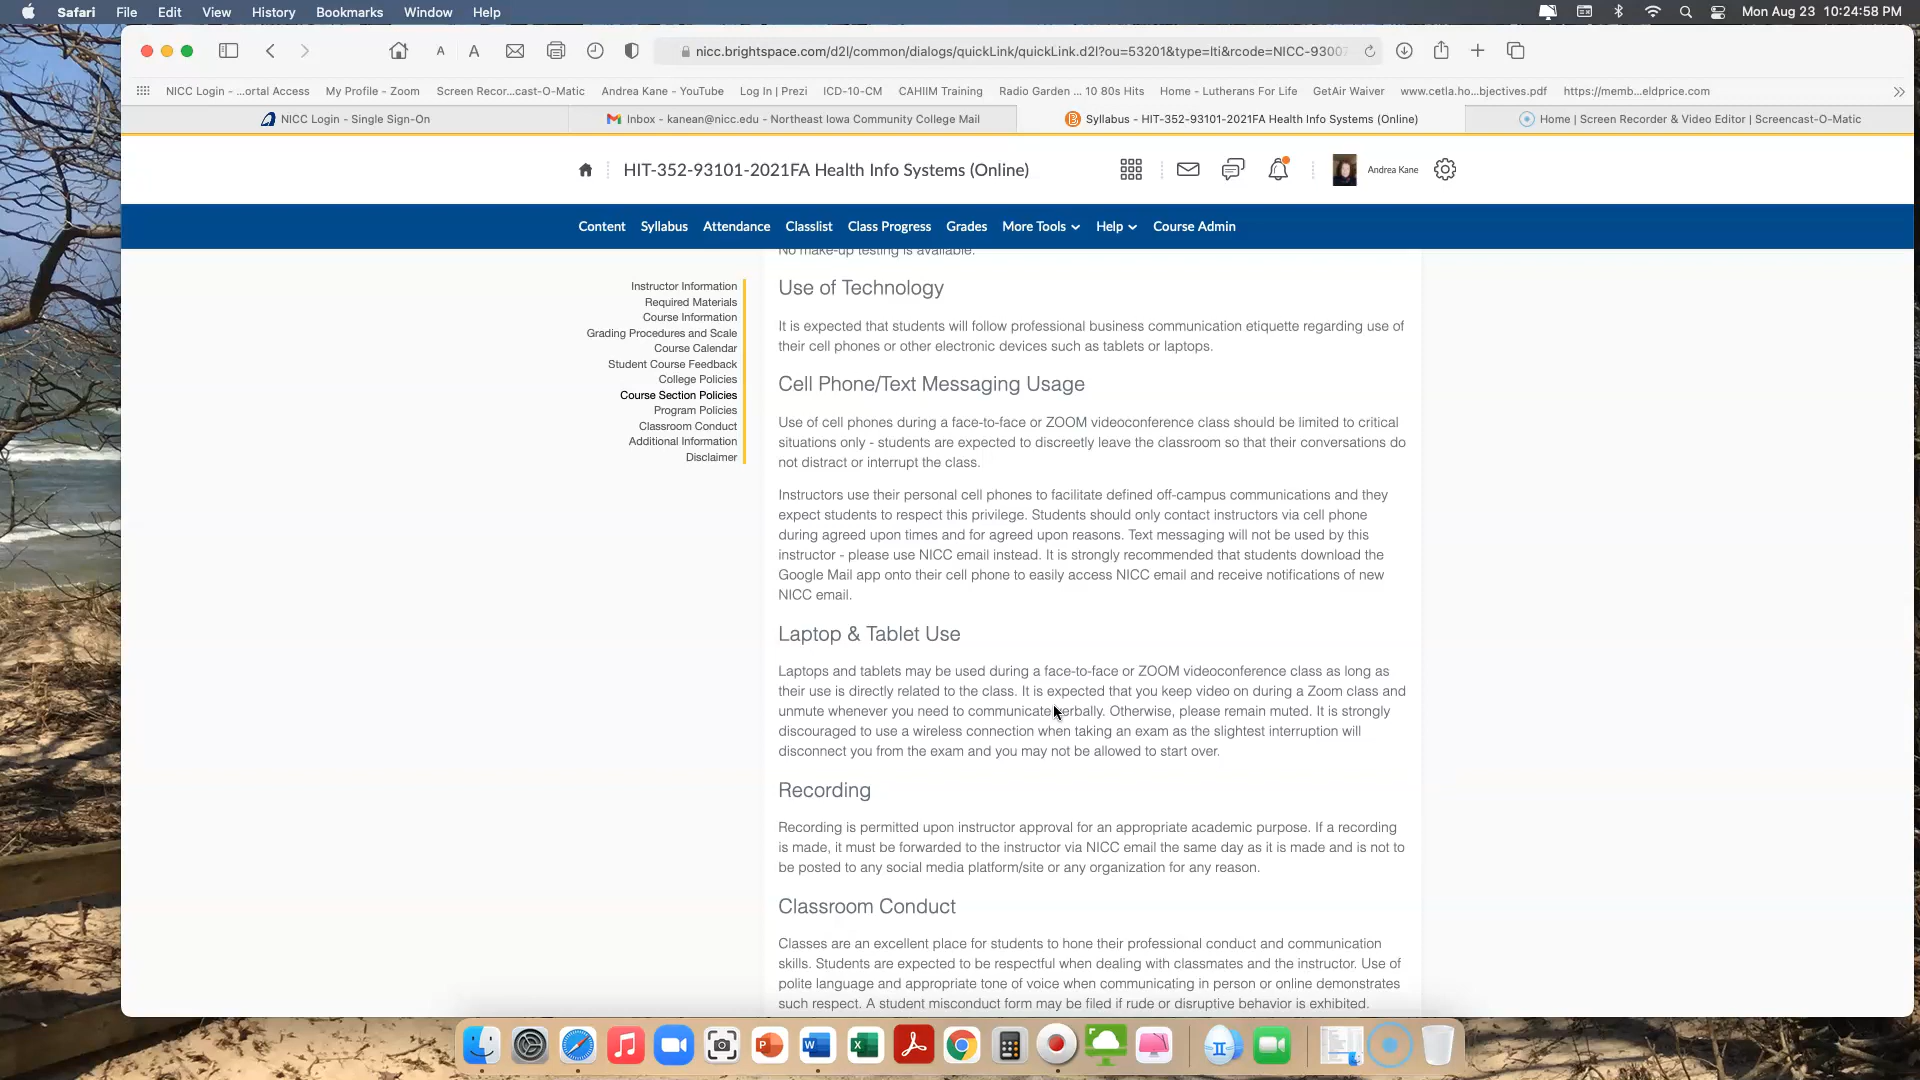 Safari File Edit View History Bookmarks Window Help Mon Aug 23 10:24:58 PM
A A nicc.brightspace.com/d2l/common/dialogs/quickLink/quickLink.d2l?ou=53201&type=lti&rcode=NICC-9300
NICC Login - ...ortal Access My Profile - Zoom Screen Recor...cast-O-Matic Andrea Kane - YouTube Log In | Prezi ICD-10-CM CAHIIM Training Radio Garden ... 10 80s Hits Home - Lutherans For Life GetAir Waiver www.cetla.ho...bjectives.pdf https://memb...eldprice.com
NICC Login - Single Sign-On Inbox - kanean@nicc.edu - Northeast Iowa Community College Mail Syllabus - HIT-352-93101-2021FA Health Info Systems (Online) Home | Screen Recorder & Video Editor | Screencast-O-Matic
HIT-352-93101-2021FA Health Info Systems (Online) Andrea Kane
Content Syllabus Attendance Classlist Class Progress Grades More Tools Help Course Admin
No make-up testing is available.
Instructor Information
Required Materials
Course Information
Grading Procedures and Scale
Course Calendar
Student Course Feedback
College Policies
Course Section Policies
Program Policies
Classroom Conduct
Additional Information
Disclaimer
Use of Technology
It is expected that students will follow professional business communication etiquette regarding use of
their cell phones or other electronic devices such as tablets or laptops.
Cell Phone/Text Messaging Usage
Use of cell phones during a face-to-face or ZOOM videoconference class should be limited to critical
situations only - students are expected to discreetly leave the classroom so that their conversations do
not distract or interrupt the class.
Instructors use their personal cell phones to facilitate defined off-campus communications and they
expect students to respect this privilege. Students should only contact instructors via cell phone
during agreed upon times and for agreed upon reasons. Text messaging will not be used by this
instructor - please use NICC email instead. It is strongly recommended that students download the
Google Mail app onto their cell phone to easily access NICC email and receive notifications of new
NICC email.
Laptop & Tablet Use
Laptops and tablets may be used during a face-to-face or ZOOM videoconference class as long as
their use is directly related to the class. It is expected that you keep video on during a Zoom class and
unmute whenever you need to communicate verbally. Otherwise, please remain muted. It is strongly
discouraged to use a wireless connection when taking an exam as the slightest interruption will
disconnect you from the exam and you may not be allowed to start over.
Recording
Recording is permitted upon instructor approval for an appropriate academic purpose. If a recording
is made, it must be forwarded to the instructor via NICC email the same day as it is made and is not to
be posted to any social media platform/site or any organization for any reason.
Classroom Conduct
Classes are an excellent place for students to hone their professional conduct and communication
skills. Students are expected to be respectful when dealing with classmates and the instructor. Use of
polite language and appropriate tone of voice when communicating in person or online demonstrates
such respect. A student misconduct form may be filed if rude or disruptive behavior is exhibited.